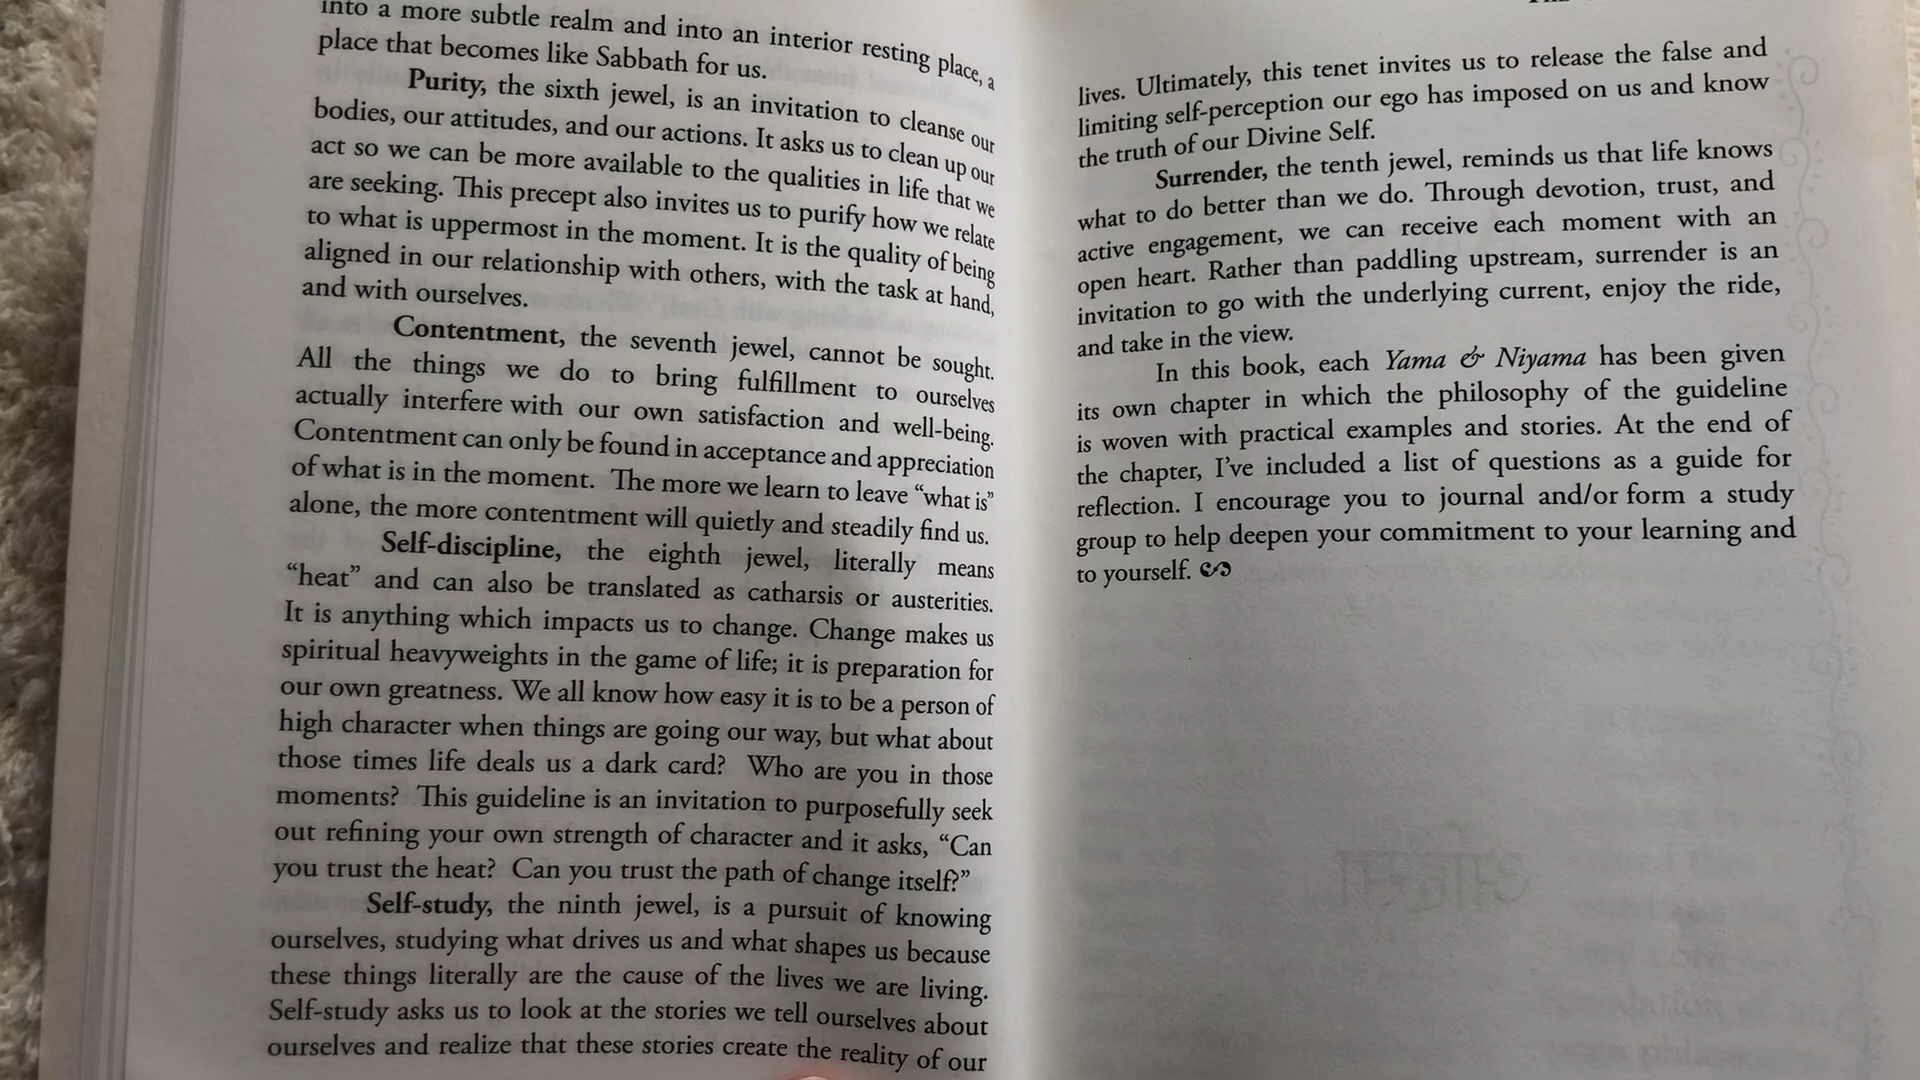 into a more subtle realm and into an interior resting place, a
place that becomes like Sabbath for us.
Purity, the sixth jewel, is an invitation to cleanse our
bodies, our attitudes, and our actions. It asks us to clean up our
act so we can be more available to the qualities in life that we
are seeking. This precept also invites us to purify how we relate
to what is uppermost in the moment. It is the quality of being
aligned in our relationship with others, with the task at hand,
and with ourselves.
Contentment, the seventh jewel, cannot be sought.
All the things we do to bring fulfillment to ourselves
actually interfere with our own satisfaction and well-being.
Contentment can only be found in acceptance and appreciation
of what is in the moment. The more we learn to leave “what is”
alone, the more contentment will quietly and steadily find us.
Self-discipline, the eighth jewel, literally means
“heat” and can also be translated as catharsis or austerities.
It is anything which impacts us to change. Change makes us
spiritual heavyweights in the game of life; it is preparation for
our own greatness. We all know how easy it is to be a person of
high character when things are going our way, but what about
those times life deals us a dark card? Who are you in those
moments? This guideline is an invitation to purposefully seek
out refining your own strength of character and it asks, “Can
you trust the heat? Can you trust the path of change itself?”
Self-study, the ninth jewel, is a pursuit of knowing
ourselves, studying what drives us and what shapes us because
these things literally are the cause of the lives we are living.
Self-study asks us to look at the stories we tell ourselves about
ourselves and realize that these stories create the reality of our
lives. Ultimately, this tenet invites us to release the false and
limiting self-perception our ego has imposed on us and know
the truth of our Divine Self.
Surrender, the tenth jewel, reminds us that life knows
what to do better than we do. Through devotion, trust, and
active engagement, we can receive each moment with an
open heart. Rather than paddling upstream, surrender is an
invitation to go with the underlying current, enjoy the ride,
and take in the view.
In this book, each Yama & Niyama has been given
its own chapter in which the philosophy of the guideline
is woven with practical examples and stories. At the end of
the chapter, I’ve included a list of questions as a guide for
reflection. I encourage you to journal and/or form a study
group to help deepen your commitment to your learning and
to yourself.